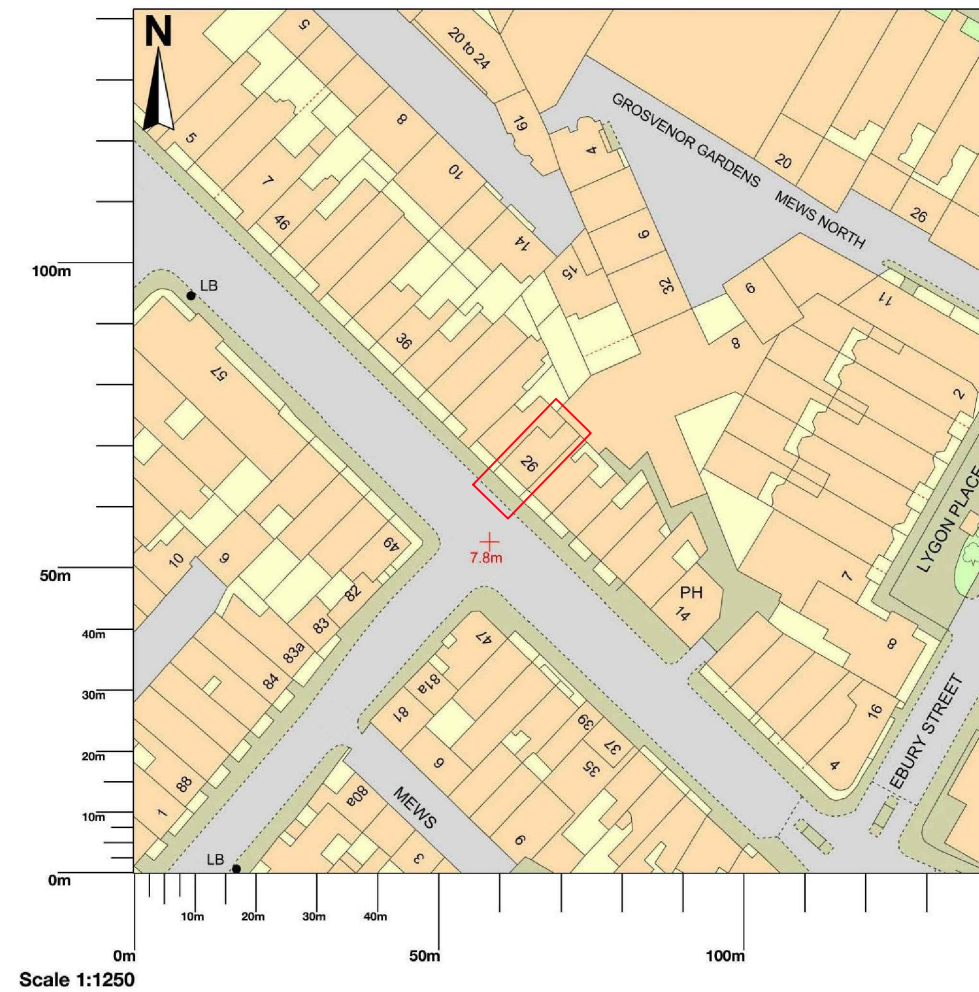 N
5
20 to 24
GROSVENOR GARDENS
MEWS NORTH
5
8
19
4
20
7
10
26
46
14
6
15
32
9
11
100m
LB
36
8
57
2
26
LYGON PLACE
7.8m
50m
10
9
49
PH
14
7
82
83
8
40m
83a
47
84
81a
30m
81
39
37
16
EBURY STREET
20m
6
35
4
88
80a
MEWS
10m
1
9
LB
3
0m
10m
20m
30m
40m
0m
50m
100m
Scale 1:1250